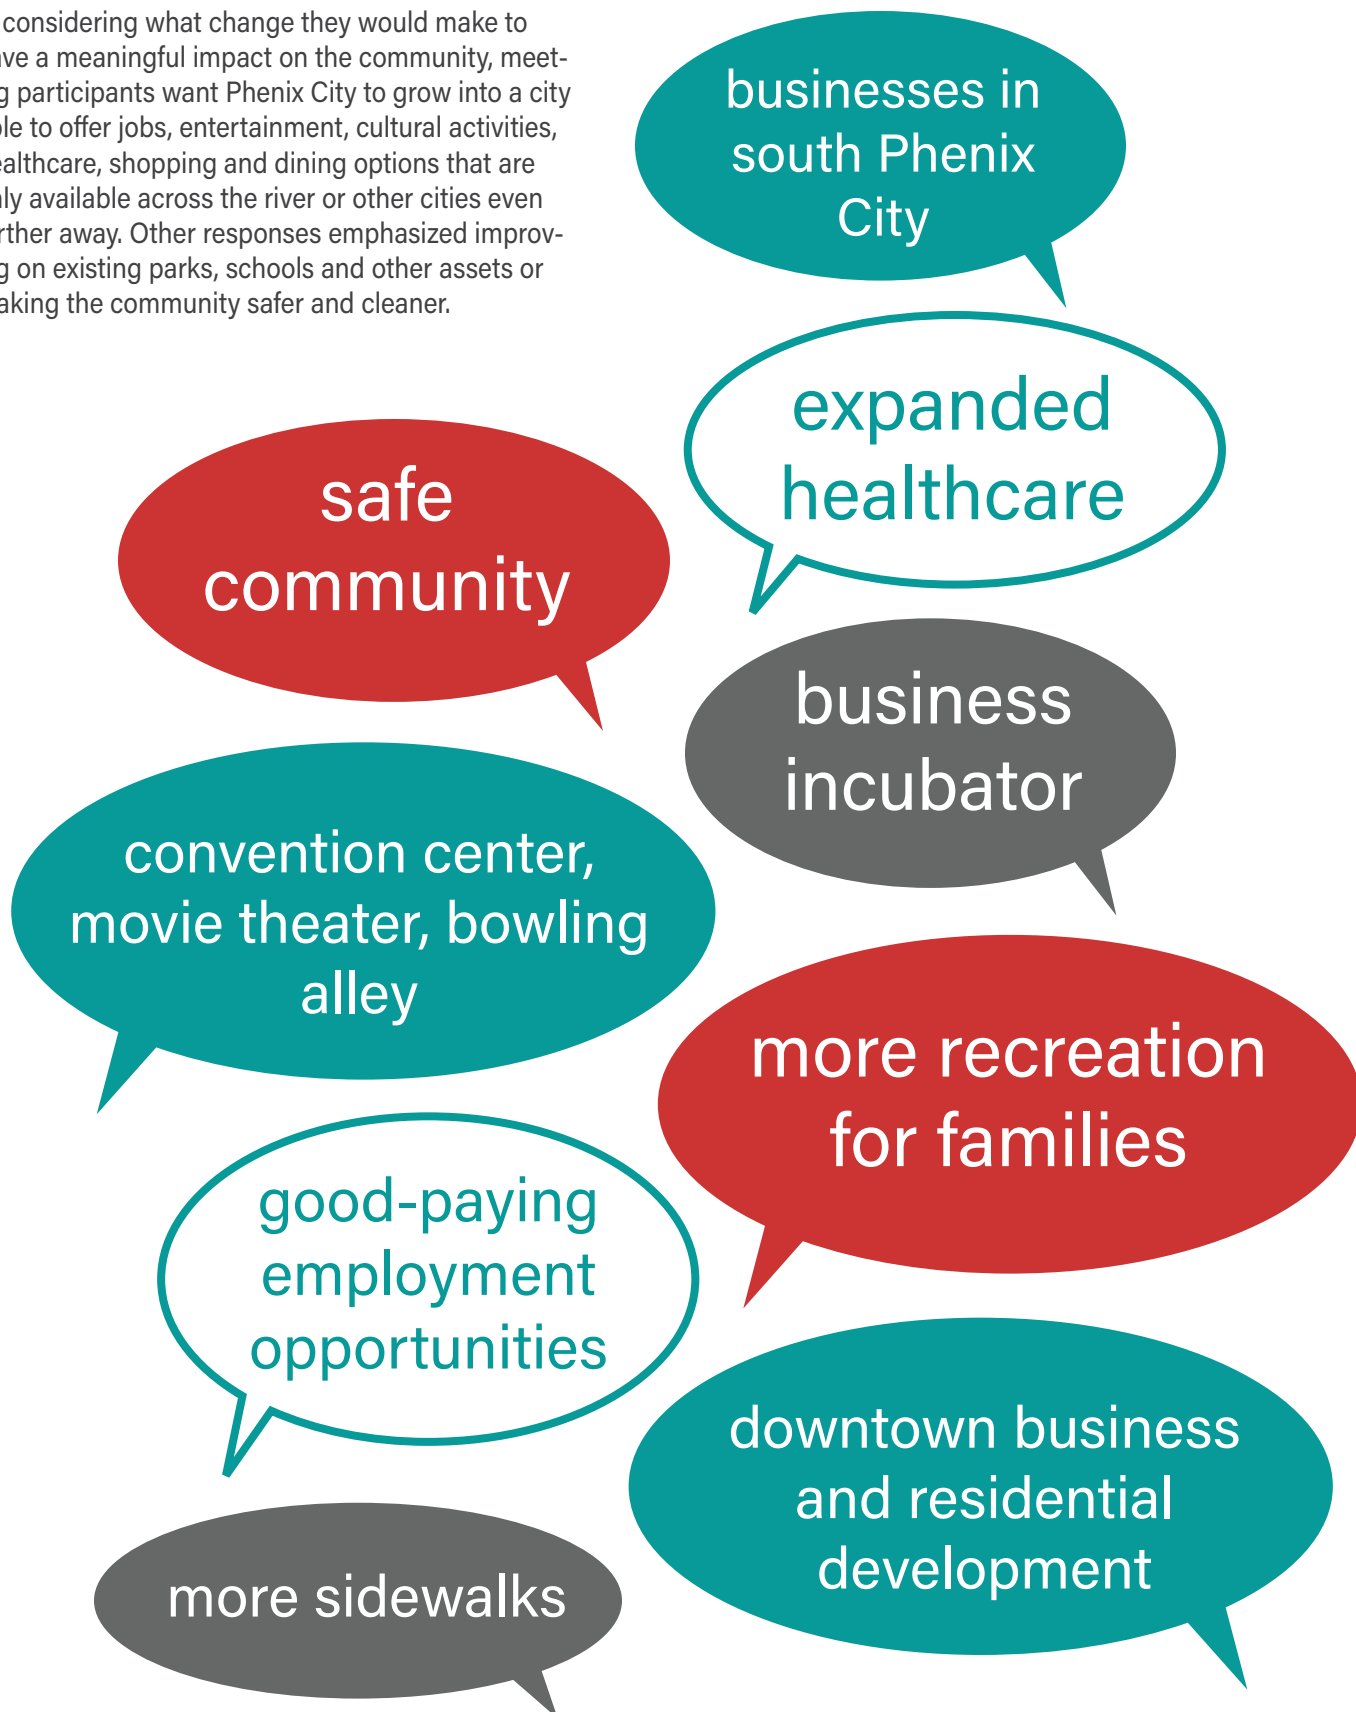 considering what change they would make to
ve a meaningful impact on the community, meet-
g participants want Phenix City to grow into a city
le to offer jobs, entertainment, cultural activities,
ealthcare, shopping and dining options that are
ly available across the river or other cities even
rther away. Other responses emphasized improv-
g on existing parks, schools and other assets or
aking the community safer and cleaner.
businesses in
south Phenix
City
expanded
healthcare
safe
community
business
incubator
convention center,
movie theater, bowling
alley
more recreation
for families
good-paying
employment
opportunities
downtown business
and residential
development
more sidewalks